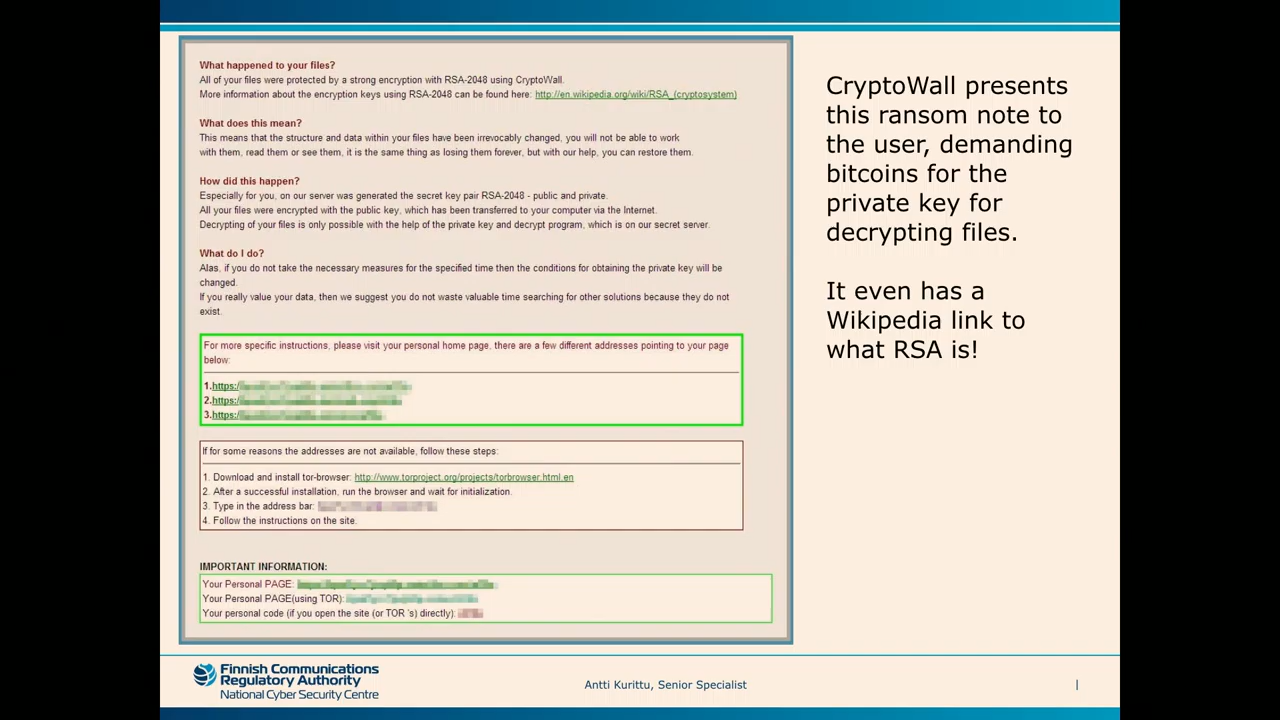 What happened to your files?
All of your files were protected by a strong encryption with RSA-2048 using CryptoWall.
More information about the encryption keys using RSA-2048 can be found here: http://en.wikipedia.org/wiki/RSA_(cryptosystem)
What does this mean?
This means that the structure and data within your files have been irrevocably changed, you will not be able to work
with them, read them or see them, it is the same thing as losing them forever, but with our help, you can restore them.
How did this happen?
Especially for you, on our server was generated the secret key pair RSA-2048 - public and private.
All your files were encrypted with the public key, which has been transferred to your computer via the Internet.
Decrypting of your files is only possible with the help of the private key and decrypt program, which is on our secret server.
What do I do?
Alas, if you do not take the necessary measures for the specified time then the conditions for obtaining the private key will be
changed.
If you really value your data, then we suggest you do not waste valuable time searching for other solutions because they do not
exist.
For more specific instructions, please visit your personal home page, there are a few different addresses pointing to your page
below:
1.https:/
2.https:/
3.https:/
If for some reasons the addresses are not available, follow these steps:
1. Download and install tor-browser: http://www.torproject.org/projects/torbrowser.html.en
2. After a successful installation, run the browser and wait for initialization.
3. Type in the address bar:
4. Follow the instructions on the site.
IMPORTANT INFORMATION:
Your Personal PAGE:
Your Personal PAGE(using TOR):
Your personal code (if you open the site (or TOR 's) directly):
CryptoWall presents
this ransom note to
the user, demanding
bitcoins for the
private key for
decrypting files.
It even has a
Wikipedia link to
what RSA is!
Finnish Communications
Regulatory Authority
National Cyber Security Centre
Antti Kurittu, Senior Specialist
|